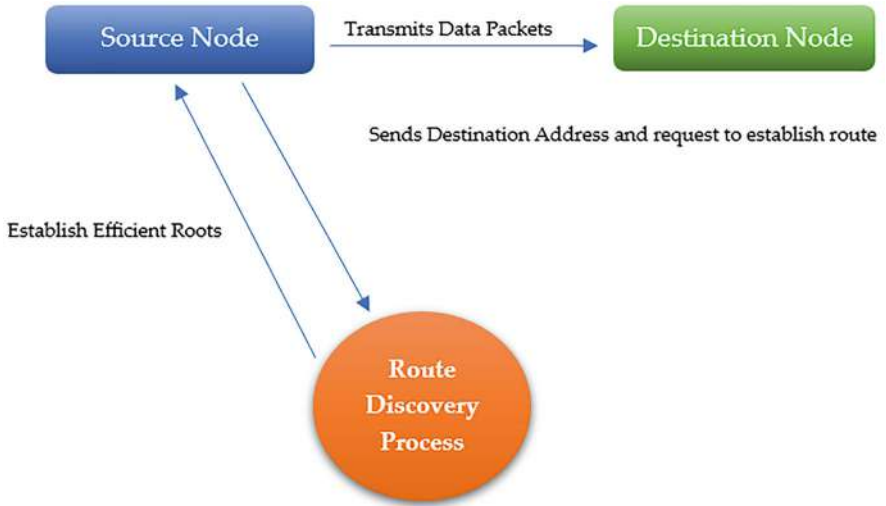 Source Node
Transmits Data Packets
Destination Node
Sends Destination Address and request to establish route
Establish Efficient Roots
Route
Discovery
Process